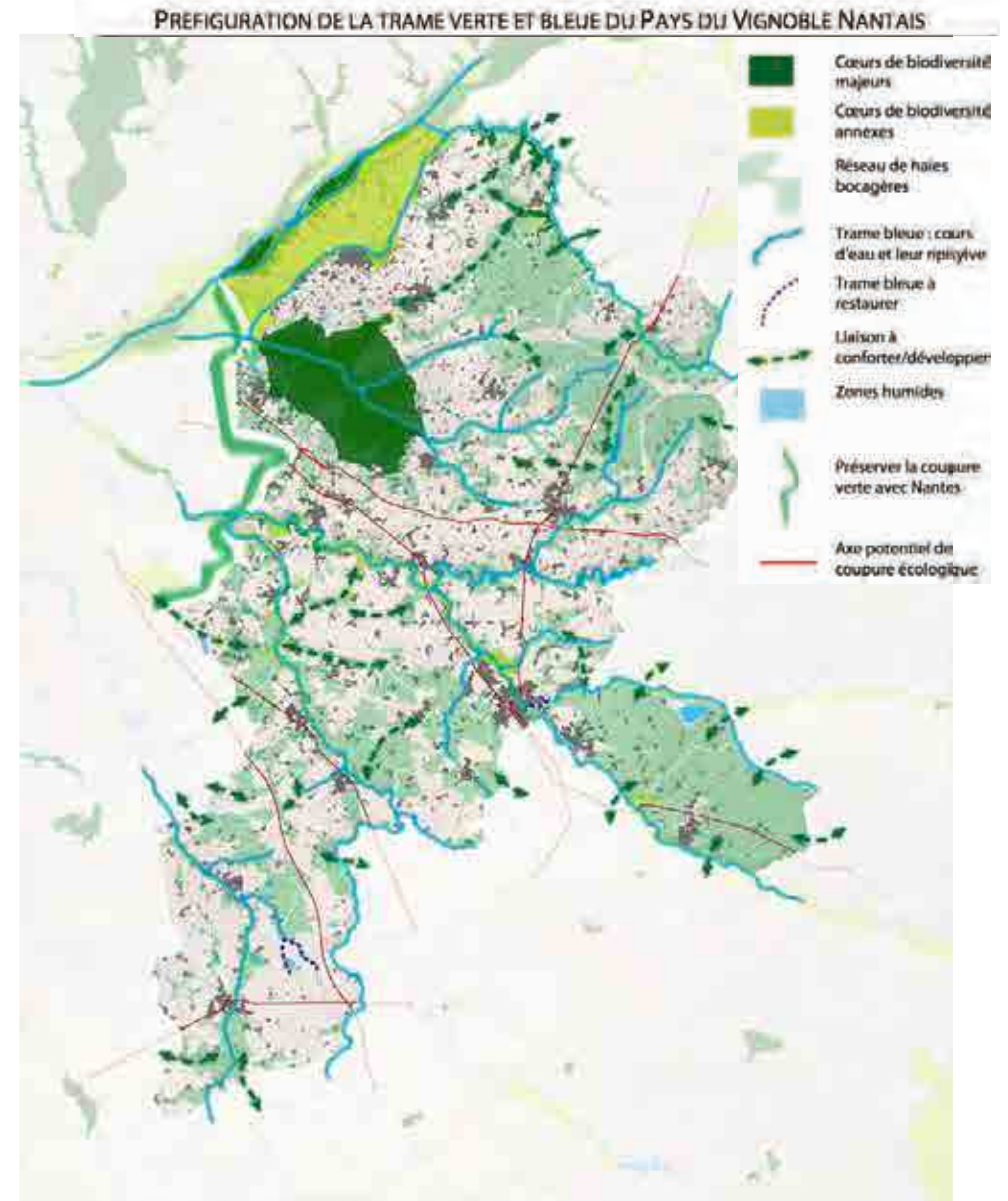 PRÉFIGURATION DE LA TRAME VERTE ET BLEUE DU PAYS DU VIGNOBLE NANTAIS
Cœurs de biodiversité
majeurs
Cœurs de biodiversité
annexes
Réseau de haies
bocagères
Trame bleue : cours
d'eau et leur ripisylve
Trame bleue à
restaurer
Liaison à
conforter/développer
Zones humides
Préserver la coupure
verte avec Nantes
Axe potentiel de
coupure écologique